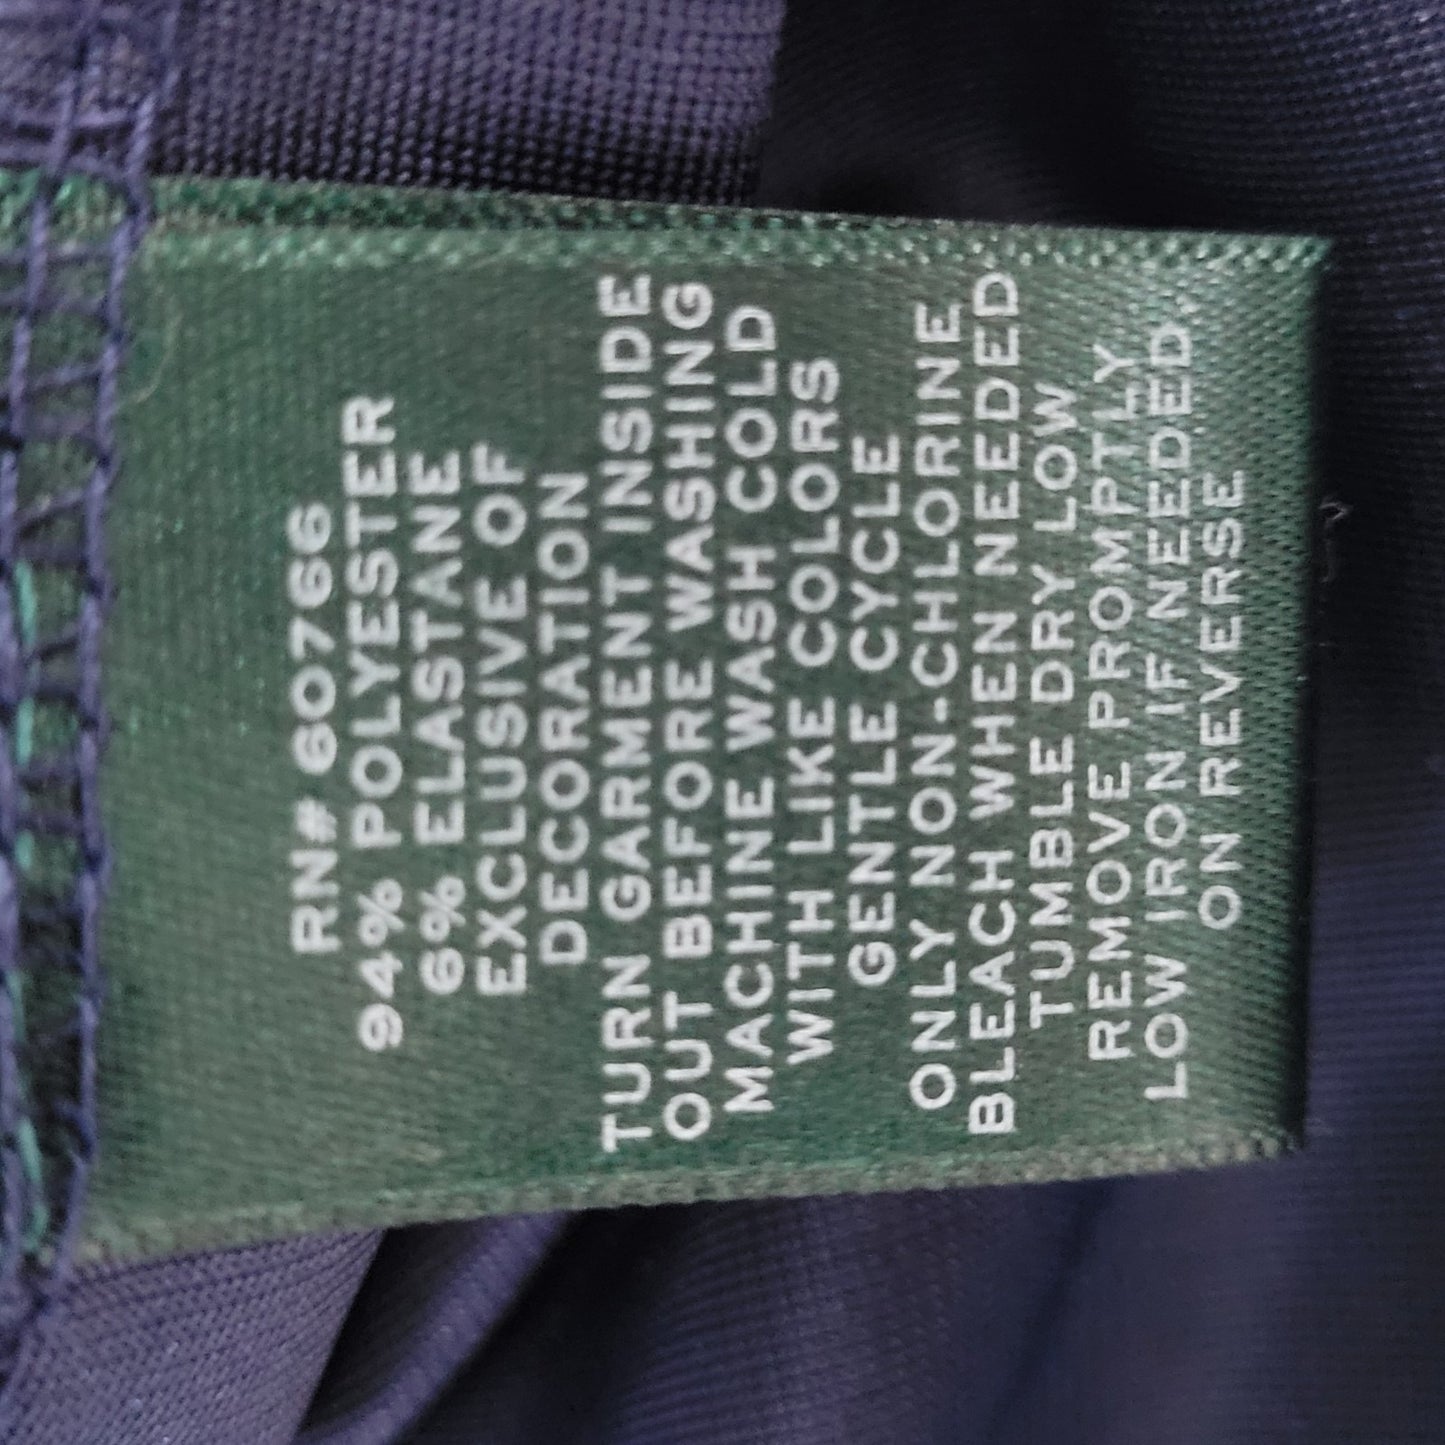 RN# 60766
94% POLYESTER
6% ELASTANE
EXCLUSIVE OF
DECORATION
TURN GARMENT INSIDE
OUT BEFORE WASHING
MACHINE WASH COLD
WITH LIKE COLORS
GENTLE CYCLE
ONLY NON-CHLORINE
BLEACH WHEN NEEDED
TUMBLE DRY LOW
REMOVE PROMPTLY
LOW IRON IF NEEDED
ON REVERSE